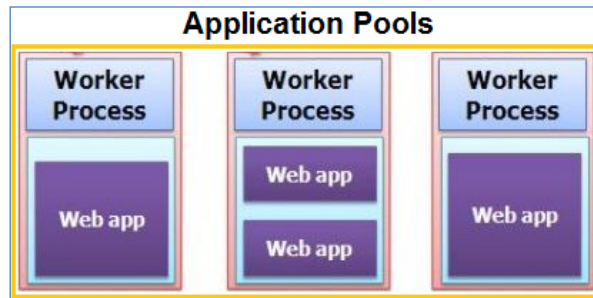 Application Pools
Worker
Process
Web app
Worker
Process
Web app
Web app
Worker
Process
Web app